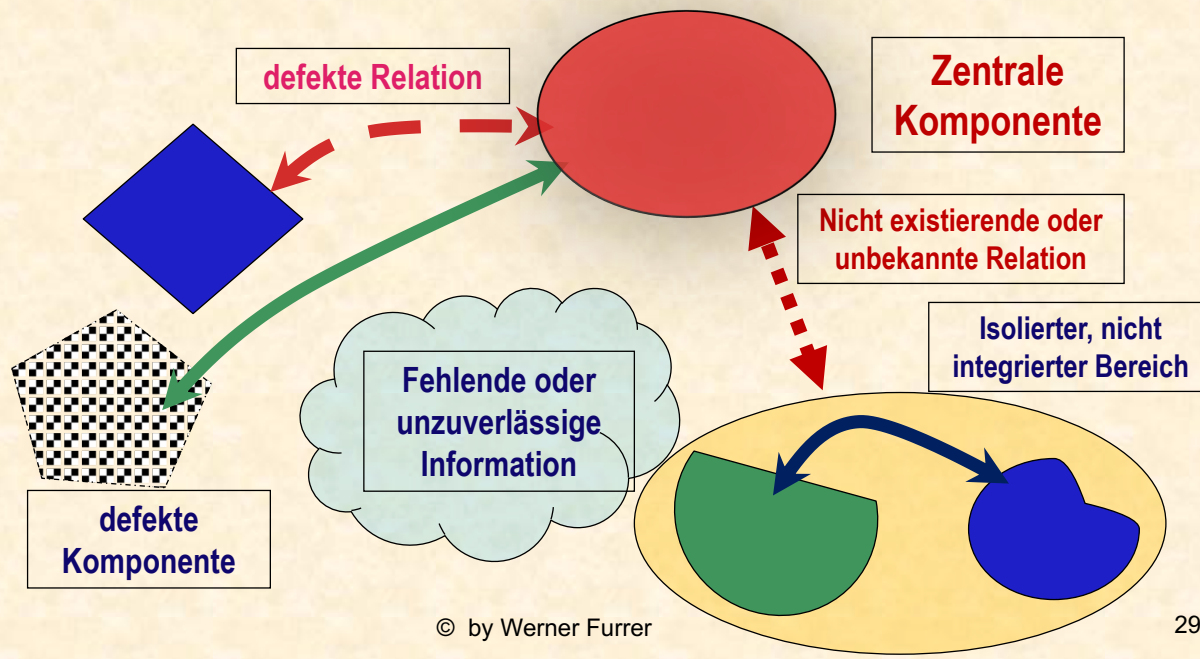 defekte Relation
Zentrale
Komponente
Nicht existierende oder
unbekannte Relation
Isolierter, nicht
integrierter Bereich
Fehlende oder
unzuverlässige
Information
defekte
Komponente
© by Werner Furrer
29